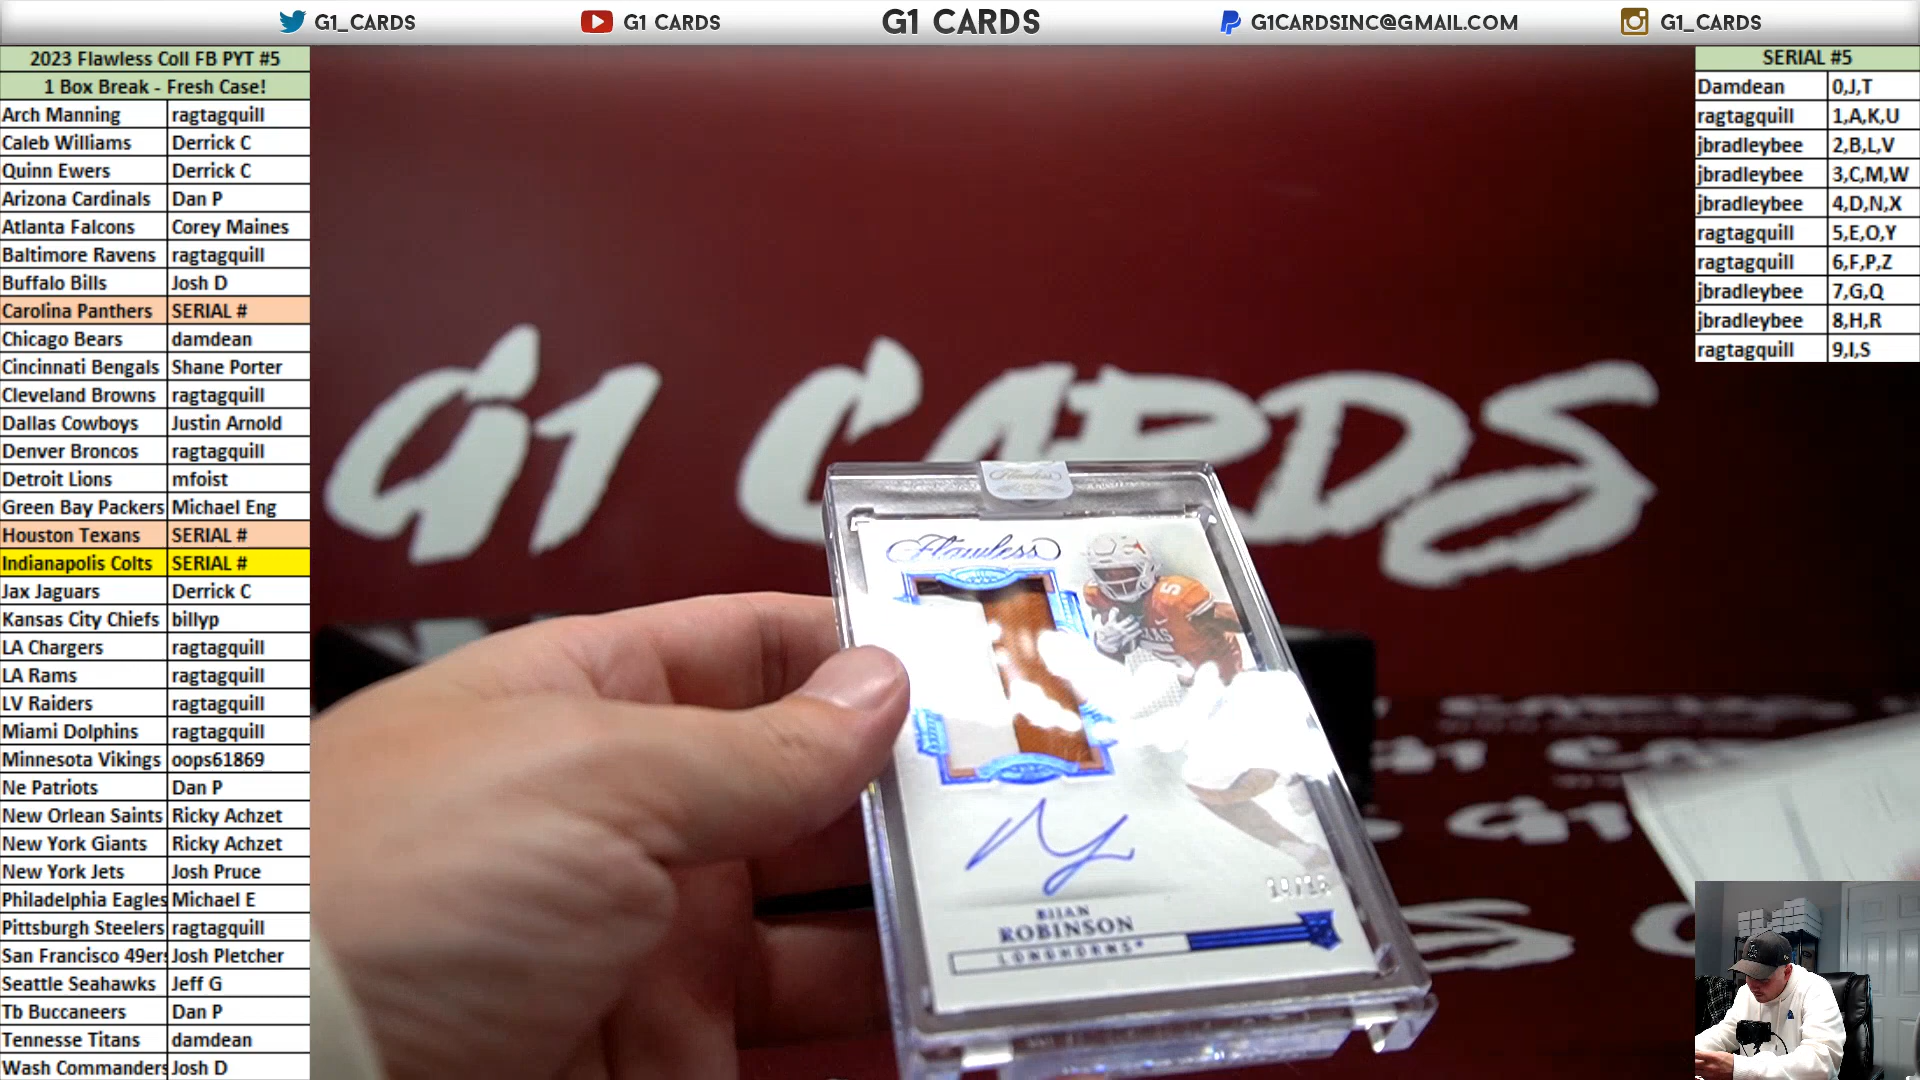 G1_CARDS
G1 CARDS
G1 CARDS
G1CARDSINC@GMAIL.COM
G1_CARDS
2023 Flawless Coll FB PYT #5
1 Box Break - Fresh Case!
Arch Manning ragtagquill
Caleb Williams Derrick C
Quinn Ewers Derrick C
Arizona Cardinals Dan P
Atlanta Falcons Corey Maines
Baltimore Ravens ragtagquill
Buffalo Bills Josh D
Carolina Panthers SERIAL #
Chicago Bears damdean
Cincinnati Bengals Shane Porter
Cleveland Browns ragtagquill
Dallas Cowboys Justin Arnold
Denver Broncos ragtagquill
Detroit Lions mfoist
Green Bay Packers Michael Eng
Houston Texans SERIAL #
Indianapolis Colts SERIAL #
Jax Jaguars Derrick C
Kansas City Chiefs billyp
LA Chargers ragtagquill
LA Rams ragtagquill
LV Raiders ragtagquill
Miami Dolphins ragtagquill
Minnesota Vikings oops61869
Ne Patriots Dan P
New Orlean Saints Ricky Achzet
New York Giants Ricky Achzet
New York Jets Josh Pruce
Philadelphia Eagles Michael E
Pittsburgh Steelers ragtagquill
San Francisco 49ers Josh Pletcher
Seattle Seahawks Jeff G
Tb Buccaneers Dan P
Tennesse Titans damdean
Wash Commanders Josh D
SERIAL #5
Damdean 0,J,T
ragtagquill 1,A,K,U
jbradleybee 2,B,L,V
jbradleybee 3,C,M,W
jbradleybee 4,D,N,X
ragtagquill 5,E,O,Y
ragtagquill 6,F,P,Z
jbradleybee 7,G,Q
jbradleybee 8,H,R
ragtagquill 9,I,S
G1 CARDS
Flawless
Flawless
5
BIJAN
ROBINSON
LONGHORNS
G1 CARDS